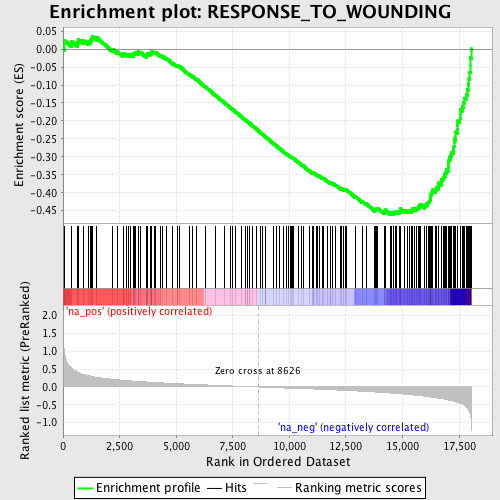 Enrichment plot: RESPONSE_TO_WOUNDING
Enrichment score (ES)
0.05
0.00
-0.05
-0.10
-0.15
-0.20
-0.25
-0.30
-0.35
-0.40
-0.45
'na_pos' (positively correlated)
Ranked list metric (PreRanked)
2.0
1.5
1.0
0.5
0.0
-0.5
-1.0
Zero cross at 8626
'na_neg' (negatively correlated)
0
2,500
5,000
7,500
10,000
12,500
15,000
17,500
Rank in Ordered Dataset
Enrichment profile
Hits
Ranking metric scores